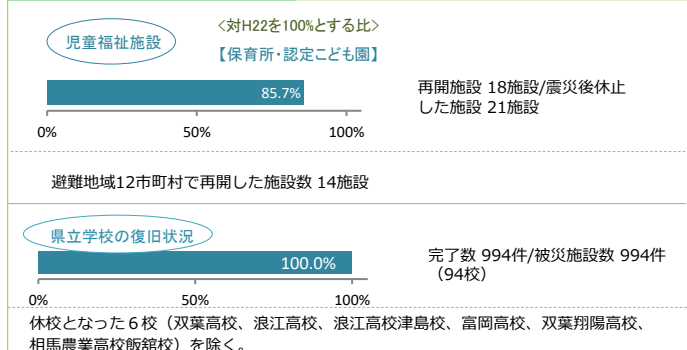 児童福祉施設
<対H22を100%とする比>
【保育所・認定こども園】
85.7%
0%
50%
100%
再開施設 18施設/震災後休止
した施設 21施設
避難地域12市町村で再開した施設数 14施設
県立学校の復旧状況
100.0%
0%
50%
100%
完了数 994件/被災施設数 994件
（94校）
休校となった６校（双葉高校、浪江高校、浪江高校津島校、富岡高校、双葉翔陽高校、
相馬農業高校飯舘校）を除く。